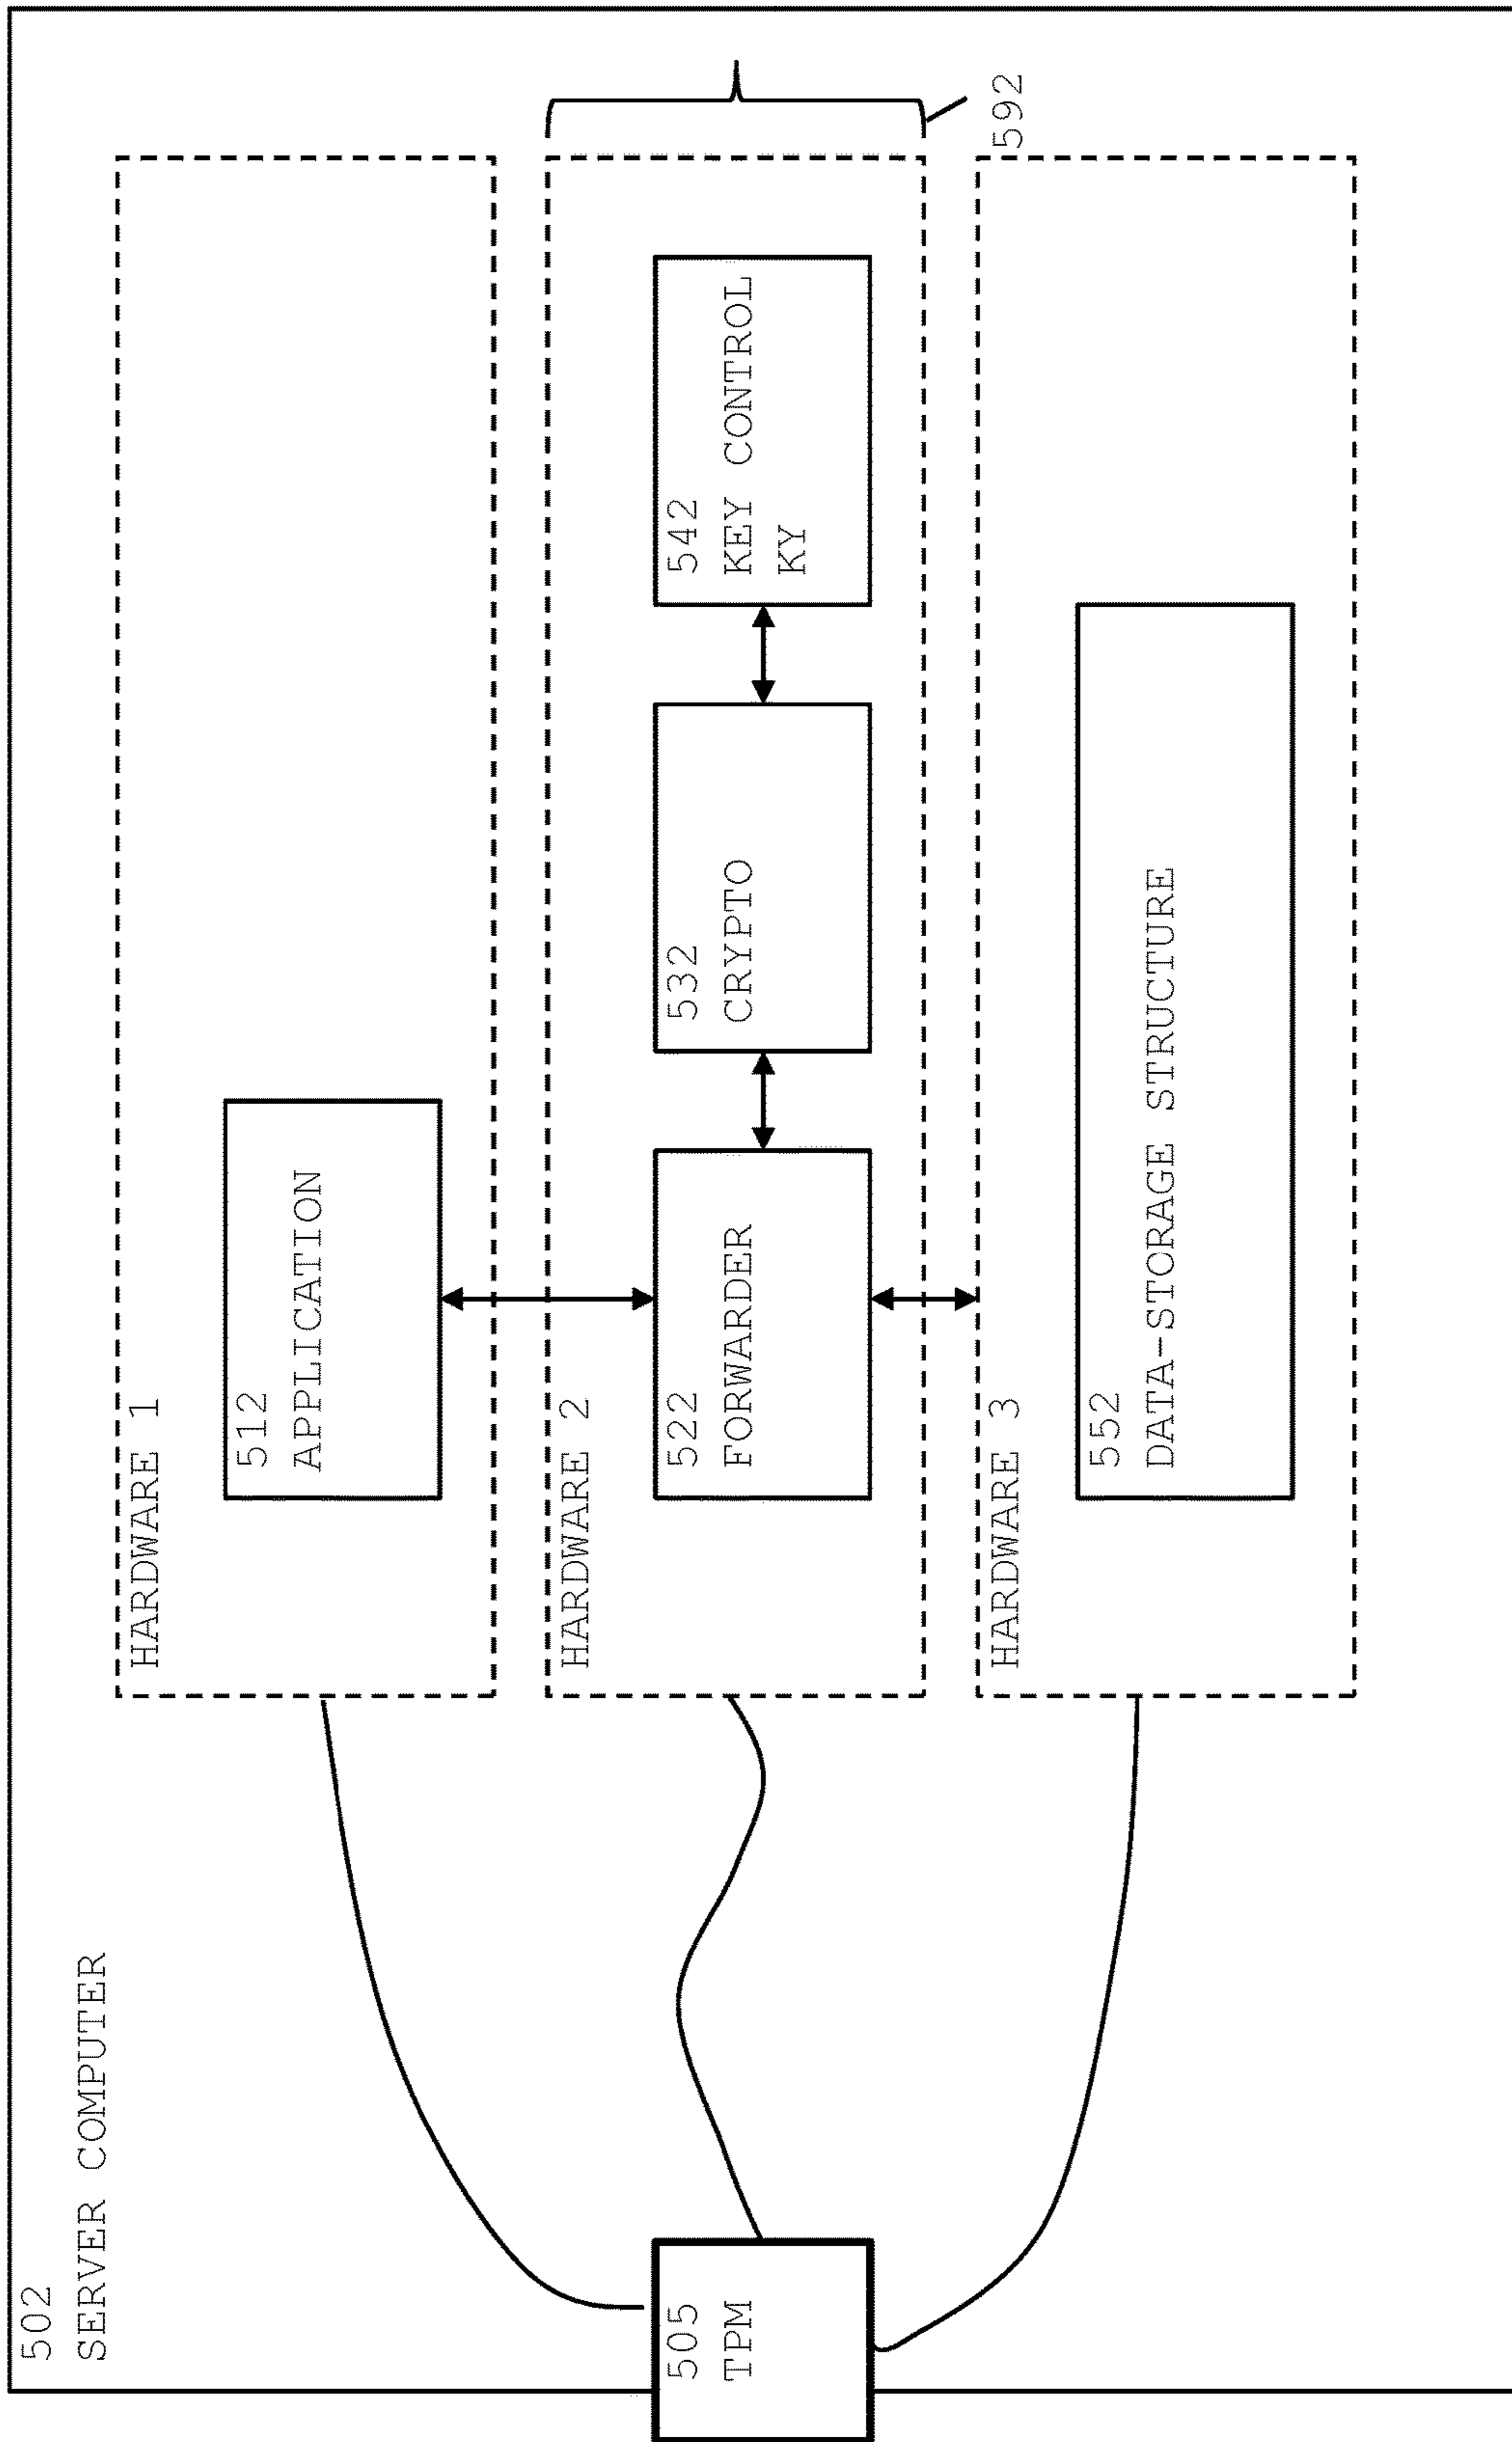 502
SERVER COMPUTER
HARDWARE 1
512
APPLICATION
HARDWARE 2
522
FORWARDER
532
CRYPTO
542
KEY CONTROL
KY
592
HARDWARE 3
552
DATA-STORAGE STRUCTURE
505
TPM